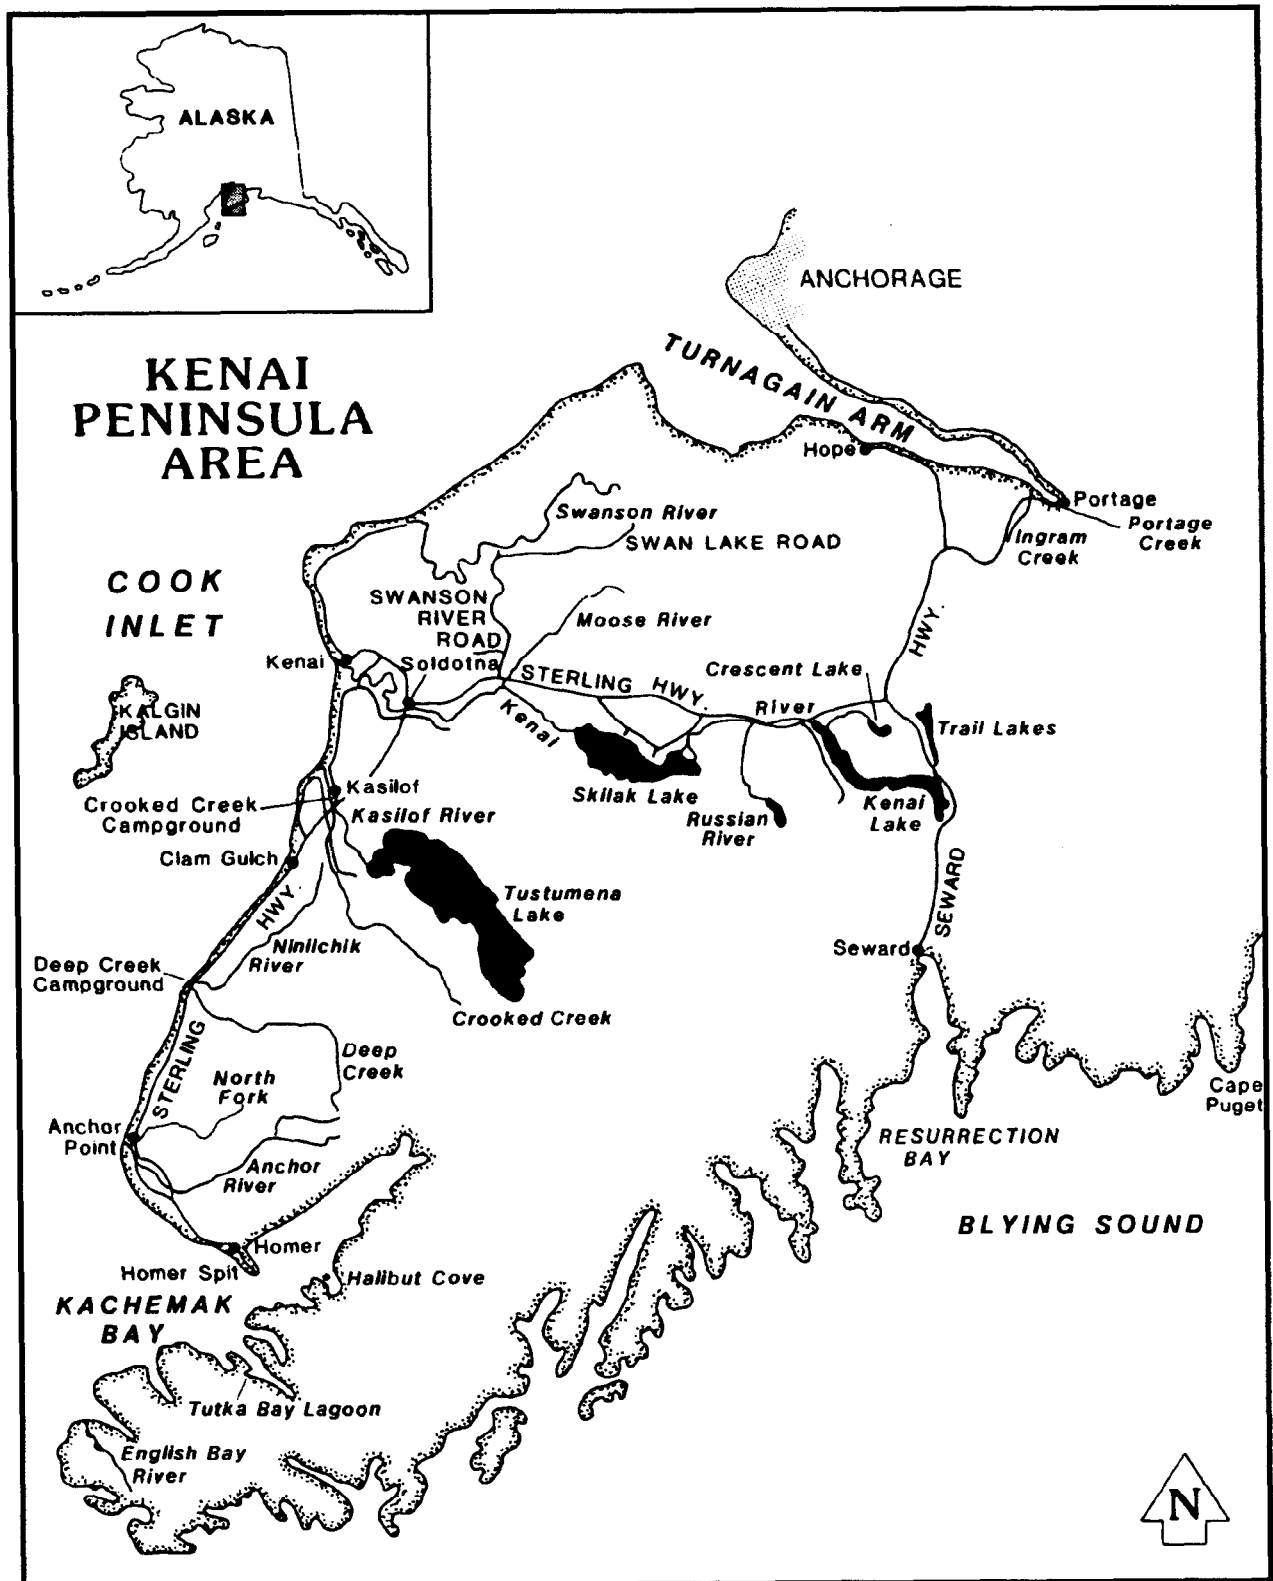 ALASKA
KENAI
PENINSULA
AREA
ANCHORAGE
TURNAGAIN ARM
Hope
Portage
Portage
Creek
Ingram
Creek
Swanson River
SWAN LAKE ROAD
COOK
INLET
SWANSON
RIVER
ROAD
Moose River
HWY.
Kenai
Soldotna
STERLING HWY.
Crescent Lake
KALGIN
ISLAND
Kenai
River
Trail Lakes
Kasilof
Skilak Lake
Crooked Creek
Campground
Kasilof River
Russian
River
Kenai
Lake
Clam Gulch
Tustumena
Lake
HWY.
SEWARD
Ninilchik
River
Seward
Deep Creek
Campground
Crooked Creek
STERLING
Deep
Creek
North
Fork
Cape
Puget
Anchor
Point
RESURRECTION
BAY
Anchor
River
BLYING SOUND
Homer
Homer Spit
Halibut Cove
KACHEMAK
BAY
Tutka Bay Lagoon
English Bay
River
N